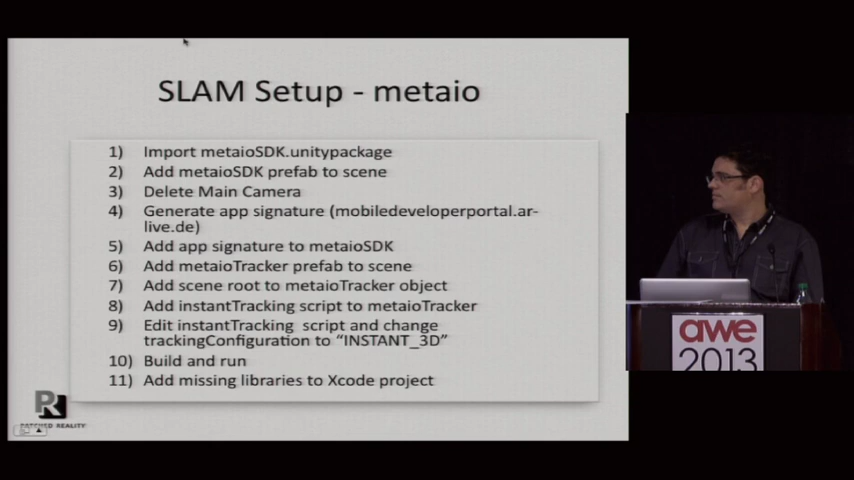 SLAM Setup - metaio
1) Import metaioSDK.unitypackage
2) Add metaioSDK prefab to scene
3) Delete Main Camera
4) Generate app signature (mobiledeveloperportal.ar-
live.de)
5) Add app signature to metaioSDK
6) Add metaioTracker prefab to scene
7) Add scene root to metaioTracker object
8) Add instantTracking script to metaioTracker
9) Edit instantTracking script and change
trackingConfiguration to “INSTANT_3D”
10) Build and run
11) Add missing libraries to Xcode project
R
PATCHED REALITY
awe
2013